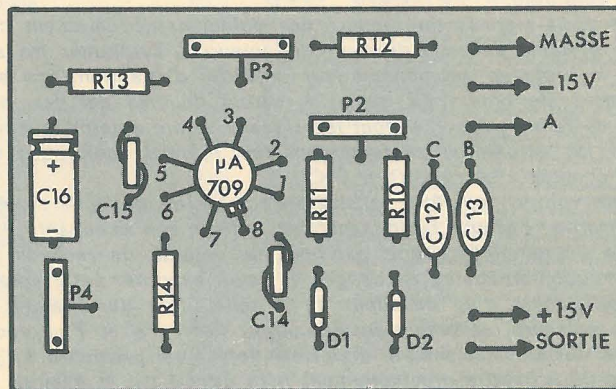 R13
P3
R12
MASSE
–15V
A
P2
4
3
5
2
6
1
7
8
µA
709
+
C16
–
C15
R11
R10
C
B
C12
C13
P4
R14
C14
D1
D2
+15V
SORTIE